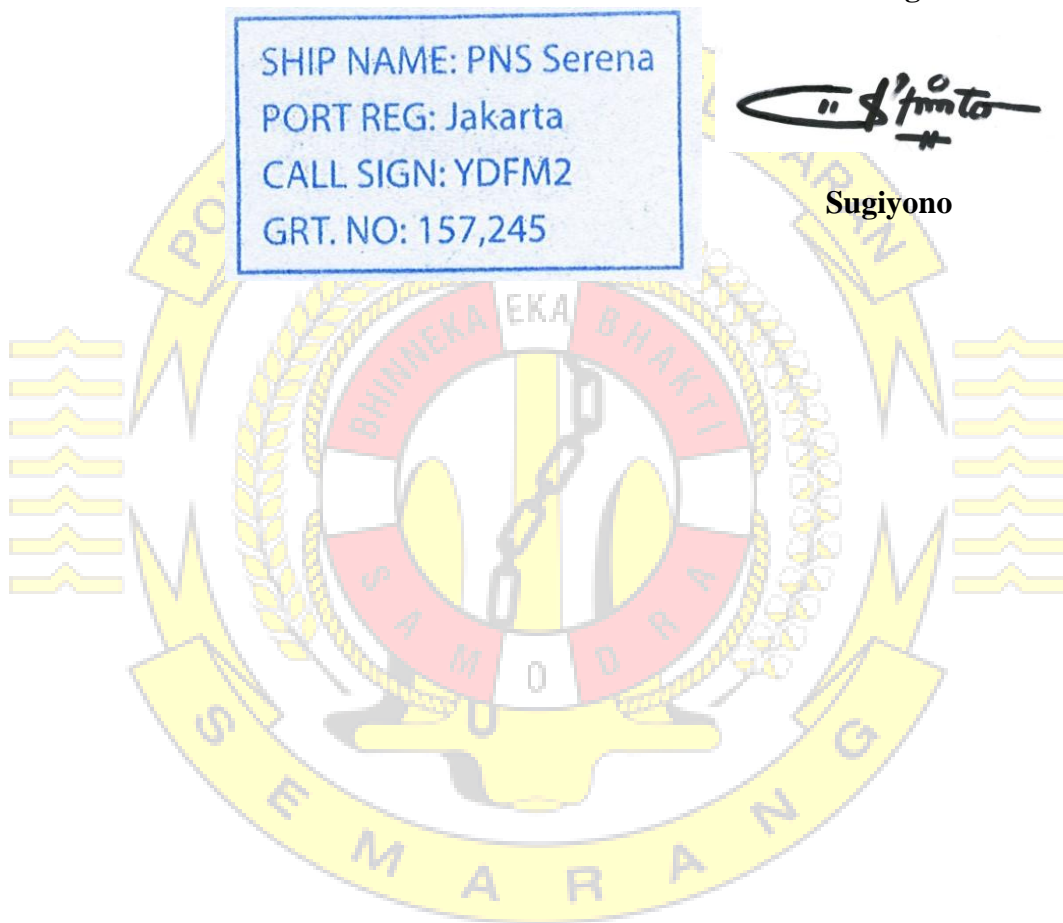 SHIP NAME: PNS Serena
PORT REG: Jakarta
CALL SIGN: YDFM2
GRT. NO: 157,245
Sugiyono
BHINNEKA EKA BHAKTI
SAMODRA
SEMARANG